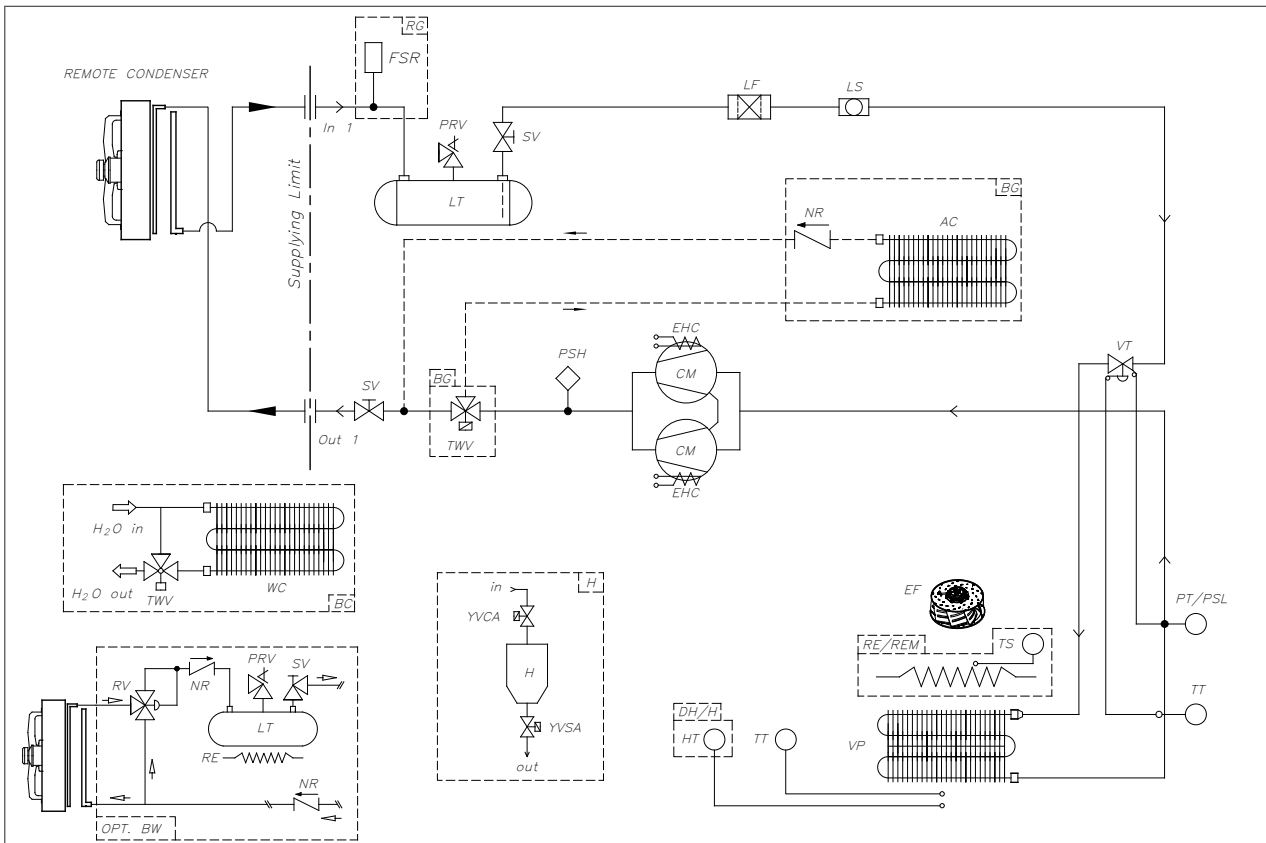 RG
FSR
REMOTE CONDENSER
LF
LS
In 1
PRV
SV
Supplying Limit
LT
BG
NR
AC
EHC
VT
PSH
CM
SV
BG
Out 1
TWV
CM
EHC
H2O in
H2O out
TWV
WC
BC
in
H
YVCA
H
YVSA
out
EF
PT/PSL
RE/REM
TS
TT
DH/H
HT
TT
VP
RV
NR
PRV
SV
LT
RE
NR
OPT. BW